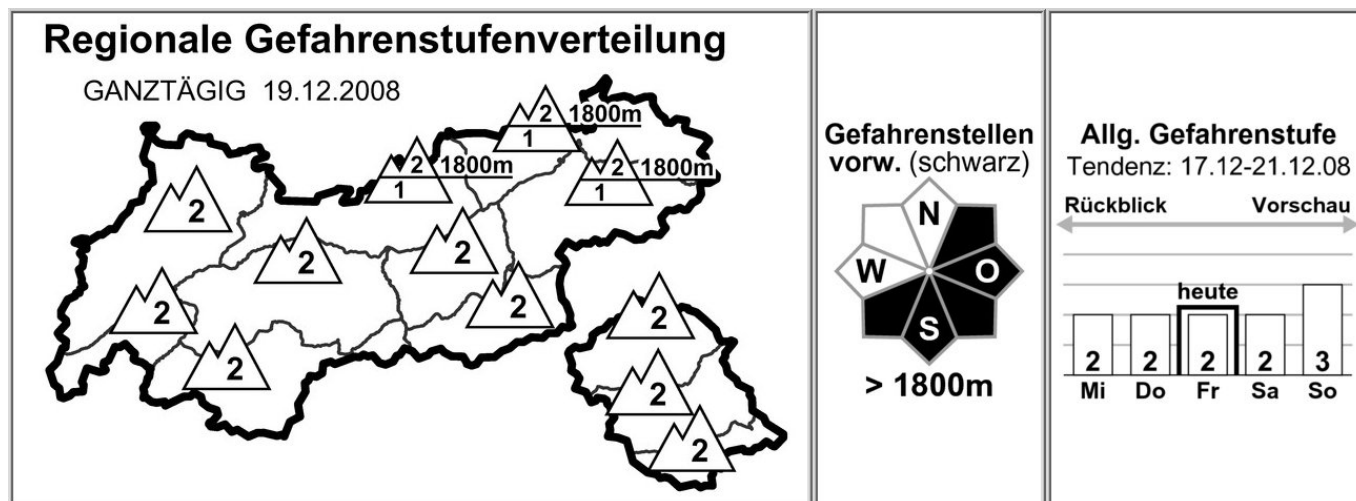 Regionale Gefahrenstufenverteilung
GANZTÄGIG 19.12.2008
2 1800m
1
2 1800m
1
2 1800m
1
2
2
2
2
2
2
2
2
2
Gefahrenstellen
vorw. (schwarz)
N
W O
S
> 1800m
Allg. Gefahrenstufe
Tendenz: 17.12-21.12.08
Rückblick Vorschau
heute
2 2 2 2 3
Mi Do Fr Sa So